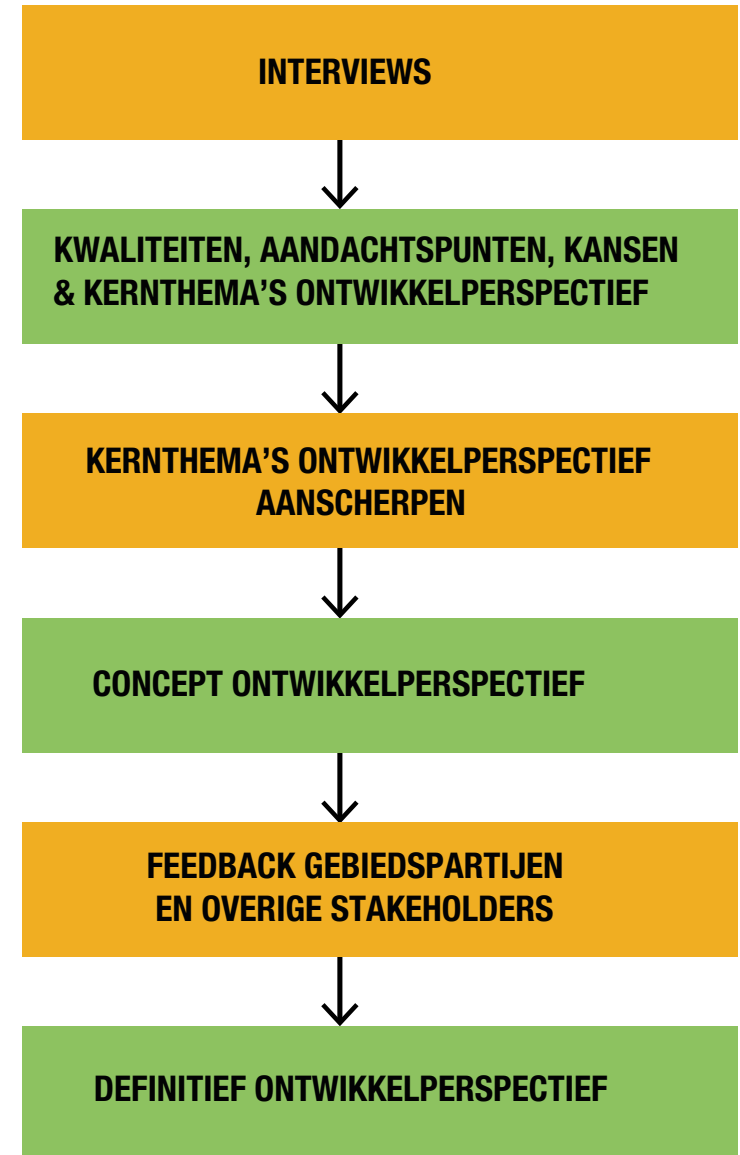 INTERVIEWS
KWALITEITEN, AANDACHTSPUNTEN, KANSEN
& KERNTHEMA’S ONTWIKKELPERSPECTIEF
KERNTHEMA’S ONTWIKKELPERSPECTIEF
AANSCHERPEN
CONCEPT ONTWIKKELPERSPECTIEF
FEEDBACK GEBIEDSPARTIJEN
EN OVERIGE STAKEHOLDERS
DEFINITIEF ONTWIKKELPERSPECTIEF